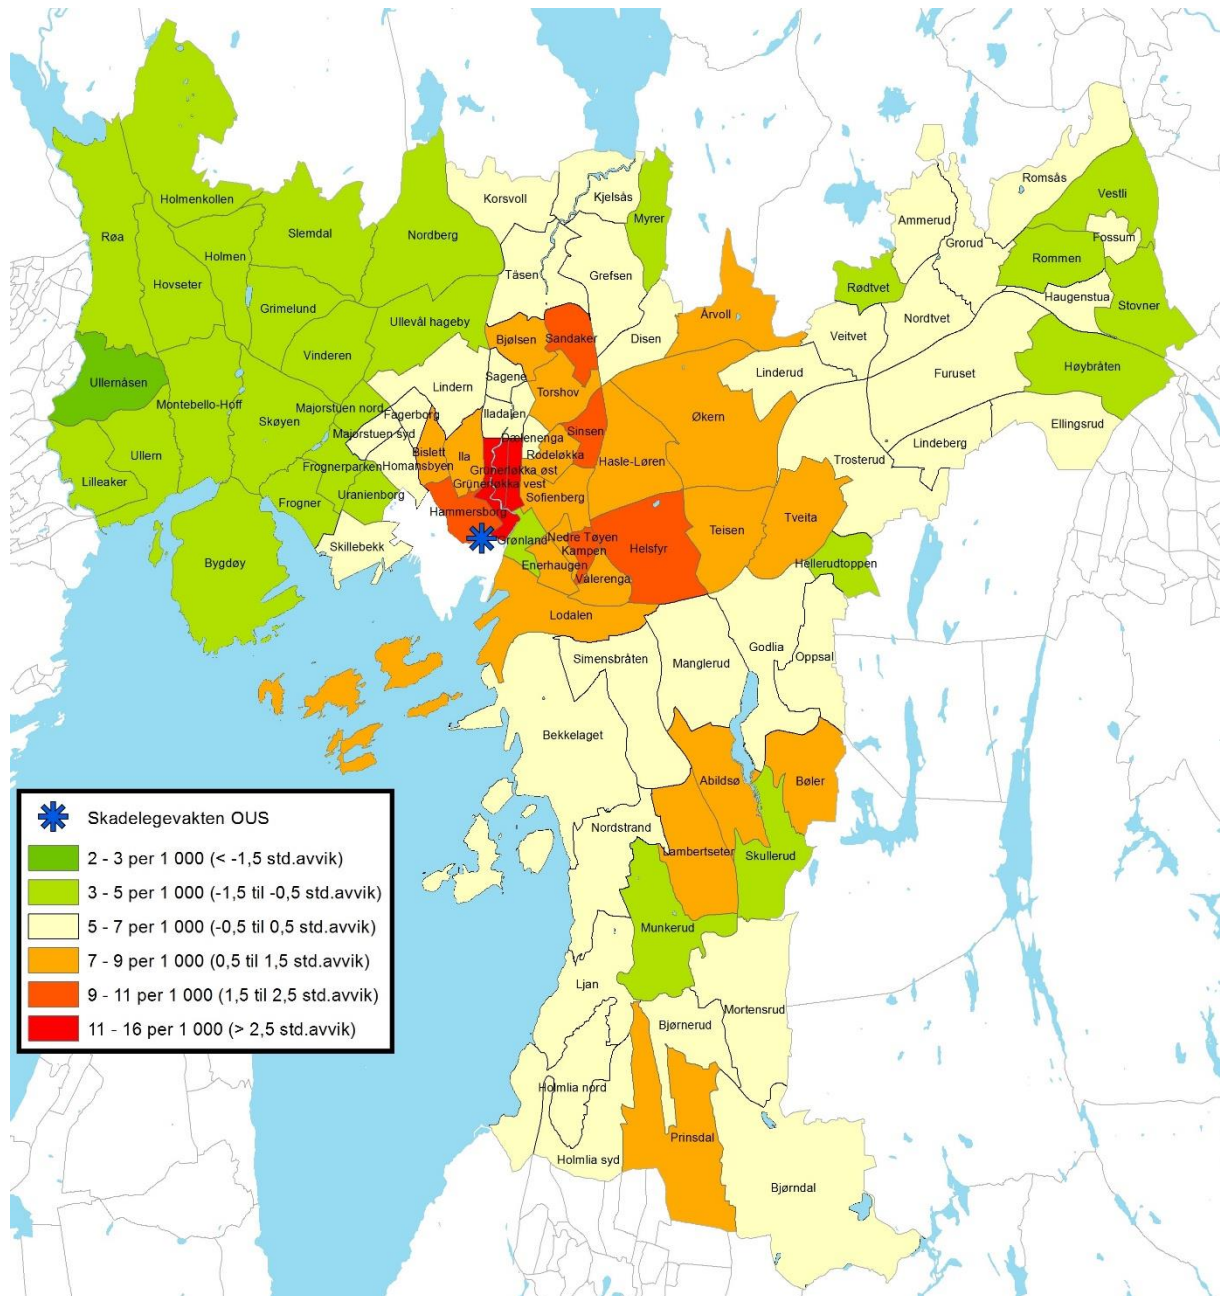 Romsås
Vestli
Holmenkollen
Korsvoll
Kjelsås
Myrer
Ammerud
Slemdal
Nordberg
Røa
Grorud
Fossum
Holmen
Rommen
Hovseter
Tåsen
Grefsen
Rødtvet
Haugenstua
Stovner
Grimelund
Ullevål hageby
Årvoll
Nordtvet
Bjølsen
Sandaker
Disen
Veitvet
Vinderen
Linderud
Furuset
Høybråten
Ullernåsen
Lindern
Sagene
Torshov
Montebello-Hoff
Majorstuen nord
Fagerborg
Iladalen
Økern
Skøyen
Ellingsrud
Majorstuen syd
Dælenenga
Sinsen
Lindeberg
Ullern
Bislett
Ila
Rodeløkka
Hasle-Løren
Trosterud
Frognerparken
Homansbyen
Grünerløkka øst
Lilleaker
Uranienborg
Grünerløkka vest
Frogner
Sofienberg
Hammersborg
Tveita
Teisen
Grønland
Nedre Tøyen
Skillebekk
Kampen
Helsfyr
Bygdøy
Enerhaugen
Hellerudtoppen
Vålerenga
Lodalen
Godlia
Simensbråten
Manglerud
Oppsal
Bekkelaget
Abildsø
Bøler
Nordstrand
Lambertseter
Skullerud
Munkerud
Ljan
Mortensrud
Bjørnerud
Holmlia nord
Prinsdal
Holmlia syd
Bjørndal
Skadelegevakten OUS
2 - 3 per 1 000 (< -1,5 std.avvik)
3 - 5 per 1 000 (-1,5 til -0,5 std.avvik)
5 - 7 per 1 000 (-0,5 til 0,5 std.avvik)
7 - 9 per 1 000 (0,5 til 1,5 std.avvik)
9 - 11 per 1 000 (1,5 til 2,5 std.avvik)
11 - 16 per 1 000 (> 2,5 std.avvik)